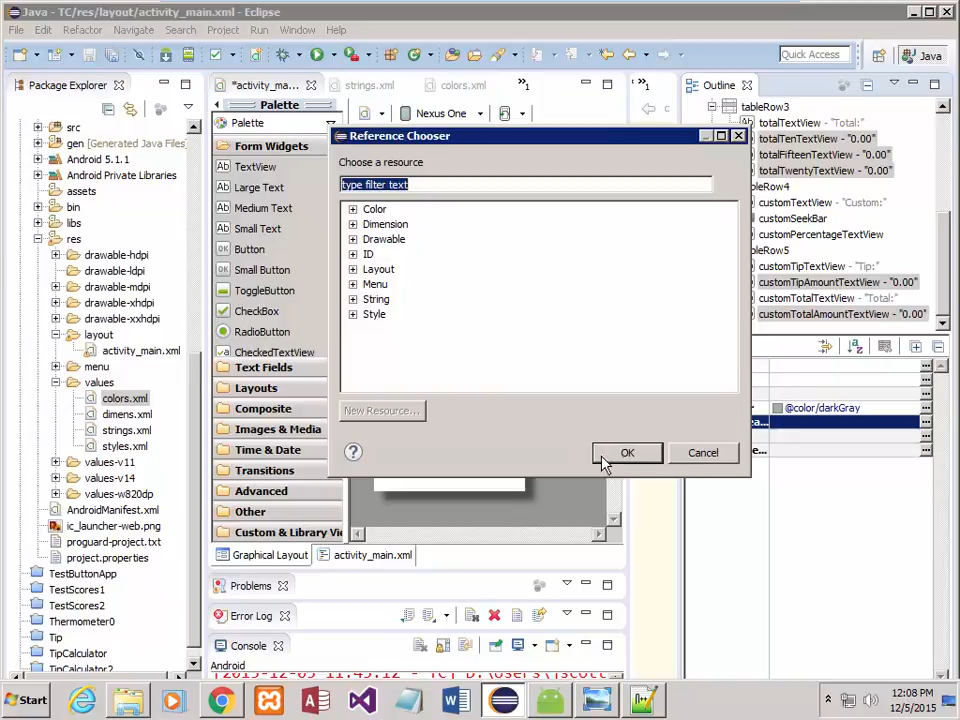 Java - TC/res/layout/activity_main.xml - Eclipse
File Edit Refactor Navigate Search Project Run Window Help
Quick Access
Java
Package Explorer
*activity_ma...
strings.xml
colors.xml
Outline
src
gen [Generated Java Files]
Android 5.1.1
Android Private Libraries
assets
bin
libs
res
drawable-hdpi
drawable-ldpi
drawable-mdpi
drawable-xhdpi
drawable-xxhdpi
layout
activity_main.xml
menu
values
colors.xml
dimens.xml
strings.xml
styles.xml
values-v11
values-v14
values-w820dp
AndroidManifest.xml
ic_launcher-web.png
proguard-project.txt
project.properties
TestButtonApp
TestScores1
TestScores2
Thermometer0
Tip
TipCalculator
TipCalculator2
Palette
Palette
Nexus One
Form Widgets
TextView
Large Text
Medium Text
Small Text
Button
Small Button
ToggleButton
CheckBox
RadioButton
CheckedTextView
Text Fields
Layouts
Composite
Images & Media
Time & Date
Transitions
Advanced
Other
Custom & Library Vi
Graphical Layout
activity_main.xml
Reference Chooser
Choose a resource
type filter text
Color
Dimension
Drawable
ID
Layout
Menu
String
Style
New Resource...
OK
Cancel
tableRow3
totalTextView - "Total:"
totalTenTextView - "0.00"
totalFifteenTextView - "0.00"
totalTwentyTextView - "0.00"
leRow4
customTextView - "Custom:"
customSeekBar
customPercentageTextView
leRow5
customTipTextView - "Tip:"
customTipAmountTextView - "0.00"
customTotalTextView - "Total:"
customTotalAmountTextView - "0.00"
@color/darkGray
Problems
Error Log
Console
Android
Start
12:08 PM
12/5/2015